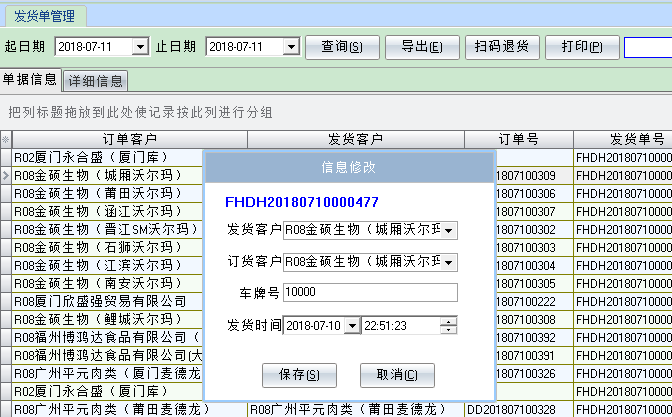 发货单管理
起日期 2018-07-11 止日期 2018-07-11 查询(S) 导出(E) 扫码退货 打印(P)
单据信息 详细信息
把列标题拖放到此处使记录按此列进行分组
订单客户 发货客户 订单号 发货单号
R02厦门永合盛（厦门库） FHDH20180710000
R08金硕生物（城厢沃尔玛） 1807100309 FHDH20180710000
R08金硕生物（莆田沃尔玛） 1807100306 FHDH20180710000
R08金硕生物（涵江沃尔玛） 1807100307 FHDH20180710000
R08金硕生物（晋江SM沃尔玛） 1807100302 FHDH20180710000
R08金硕生物（石狮沃尔玛） 1807100303 FHDH20180710000
R08金硕生物（江滨沃尔玛） 1807100304 FHDH20180710000
R08金硕生物（南安沃尔玛） 1807100305 FHDH20180710000
R08厦门欣盛强贸易有限公司 1807100222 FHDH20180710000
R08金硕生物（鲤城沃尔玛） 1807100308 FHDH20180710000
R08福州博鸿达食品有限公司（ 1807100392 FHDH20180710000
R08福州博鸿达食品有限公司(大 1807100391 FHDH20180710000
R08广州平元肉类（厦门麦德龙） 1807100326 FHDH20180710000
R02厦门永合盛（厦门库） FHDH20180710000
R08广州平元肉类（莆田麦德龙） R08广州平元肉类（莆田麦德龙） DD201807100328 FHDH20180710000
信息修改
FHDH20180710000477
发货客户 R08金硕生物（城厢沃尔玛
订货客户 R08金硕生物（城厢沃尔玛
车牌号 10000
发货时间 2018-07-10 22:51:23
保存(S) 取消(C)